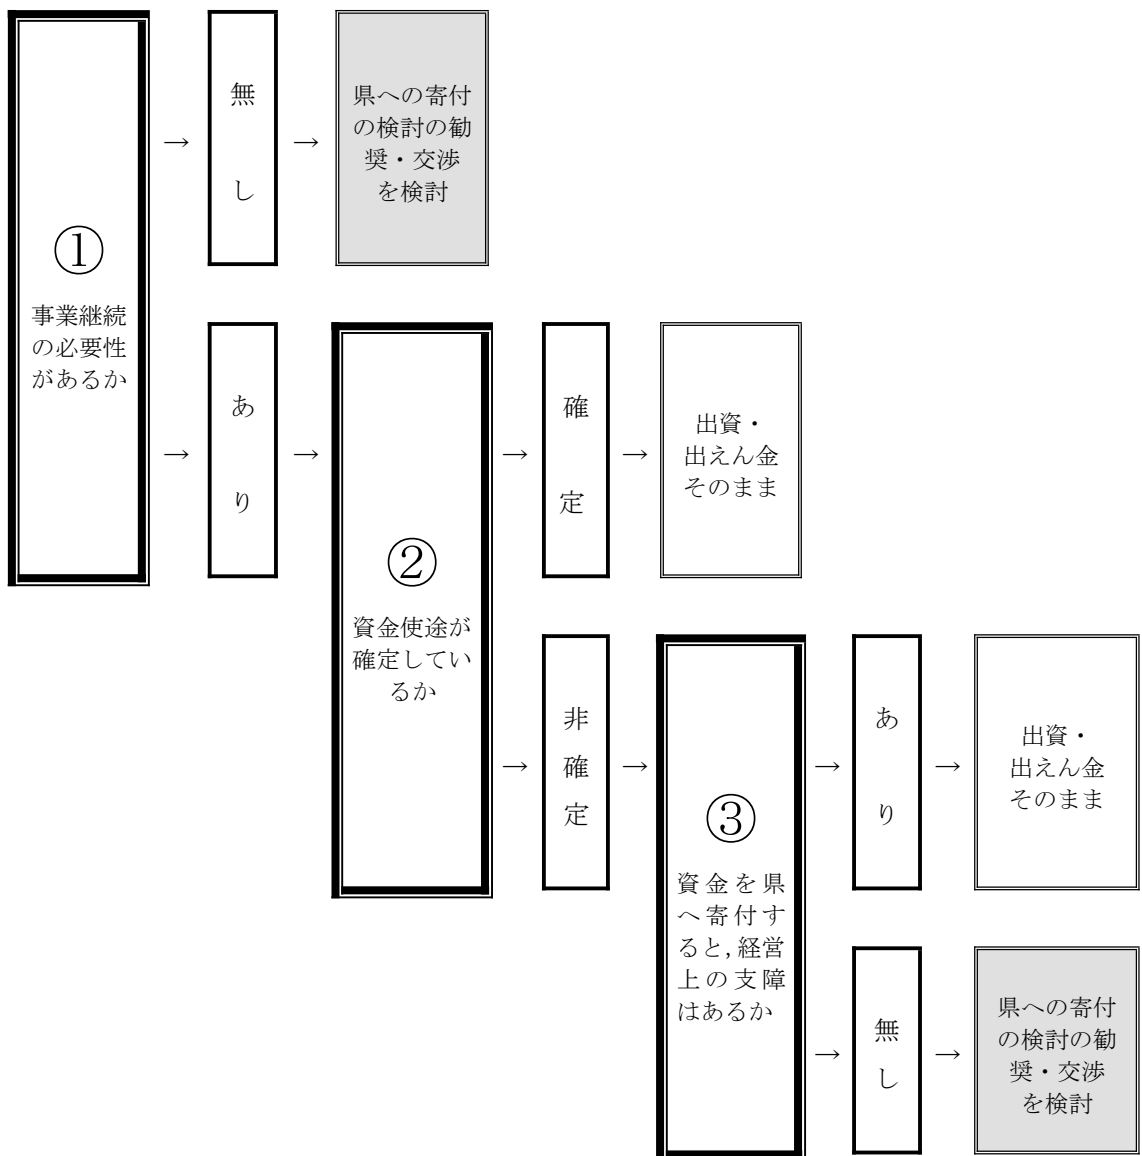 ①
事業継続
の必要性
があるか
→
無
し
→
県への寄付
の検討の勧
奨・交渉
を検討
→
あ
り
→
②
資金使途が
確定してい
るか
→
確
定
→
出資・
出えん金
そのまま
→
非
確
定
→
③
資金を県
へ寄付す
ると,経営
上の支障
はあるか
→
あ
り
→
出資・
出えん金
そのまま
→
無
し
→
県への寄付
の検討の勧
奨・交渉
を検討